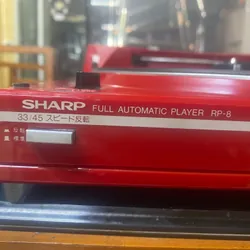 SHARP FULL AUTOMATIC PLAYER RP-8
33/45 スピード反転